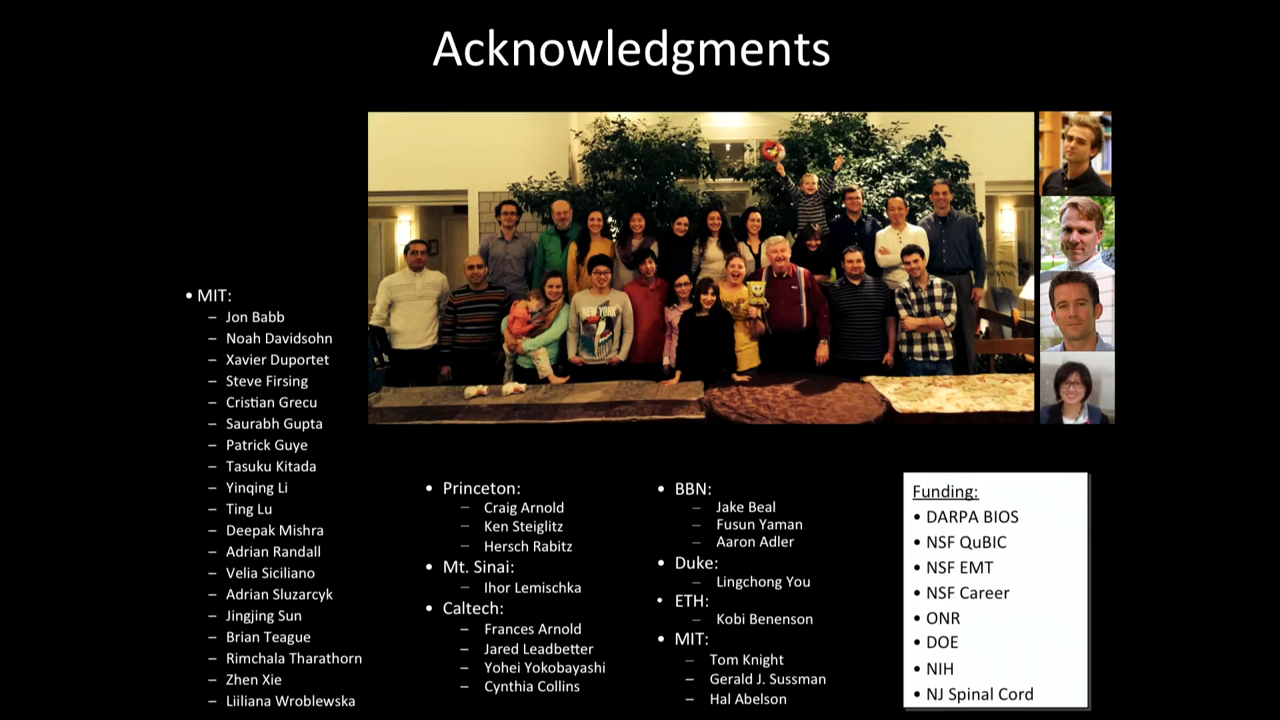 Acknowledgments
NEW YORK
• MIT:
– Jon Babb
– Noah Davidsohn
– Xavier Duportet
– Steve Firsing
– Cristian Grecu
– Saurabh Gupta
– Patrick Guye
– Tasuku Kitada
– Yinqing Li
– Ting Lu
– Deepak Mishra
– Adrian Randall
– Velia Siciliano
– Adrian Sluzarcyk
– Jingjing Sun
– Brian Teague
– Rimchala Tharathorn
– Zhen Xie
– Liiliana Wroblewska
• Princeton:
– Craig Arnold
– Ken Steiglitz
– Hersch Rabitz
• Mt. Sinai:
– Ihor Lemischka
• Caltech:
– Frances Arnold
– Jared Leadbetter
– Yohei Yokobayashi
– Cynthia Collins
• BBN:
– Jake Beal
– Fusun Yaman
– Aaron Adler
• Duke:
– Lingchong You
• ETH:
– Kobi Benenson
• MIT:
– Tom Knight
– Gerald J. Sussman
– Hal Abelson
Funding:
• DARPA BIOS
• NSF QuBIC
• NSF EMT
• NSF Career
• ONR
• DOE
• NIH
• NJ Spinal Cord